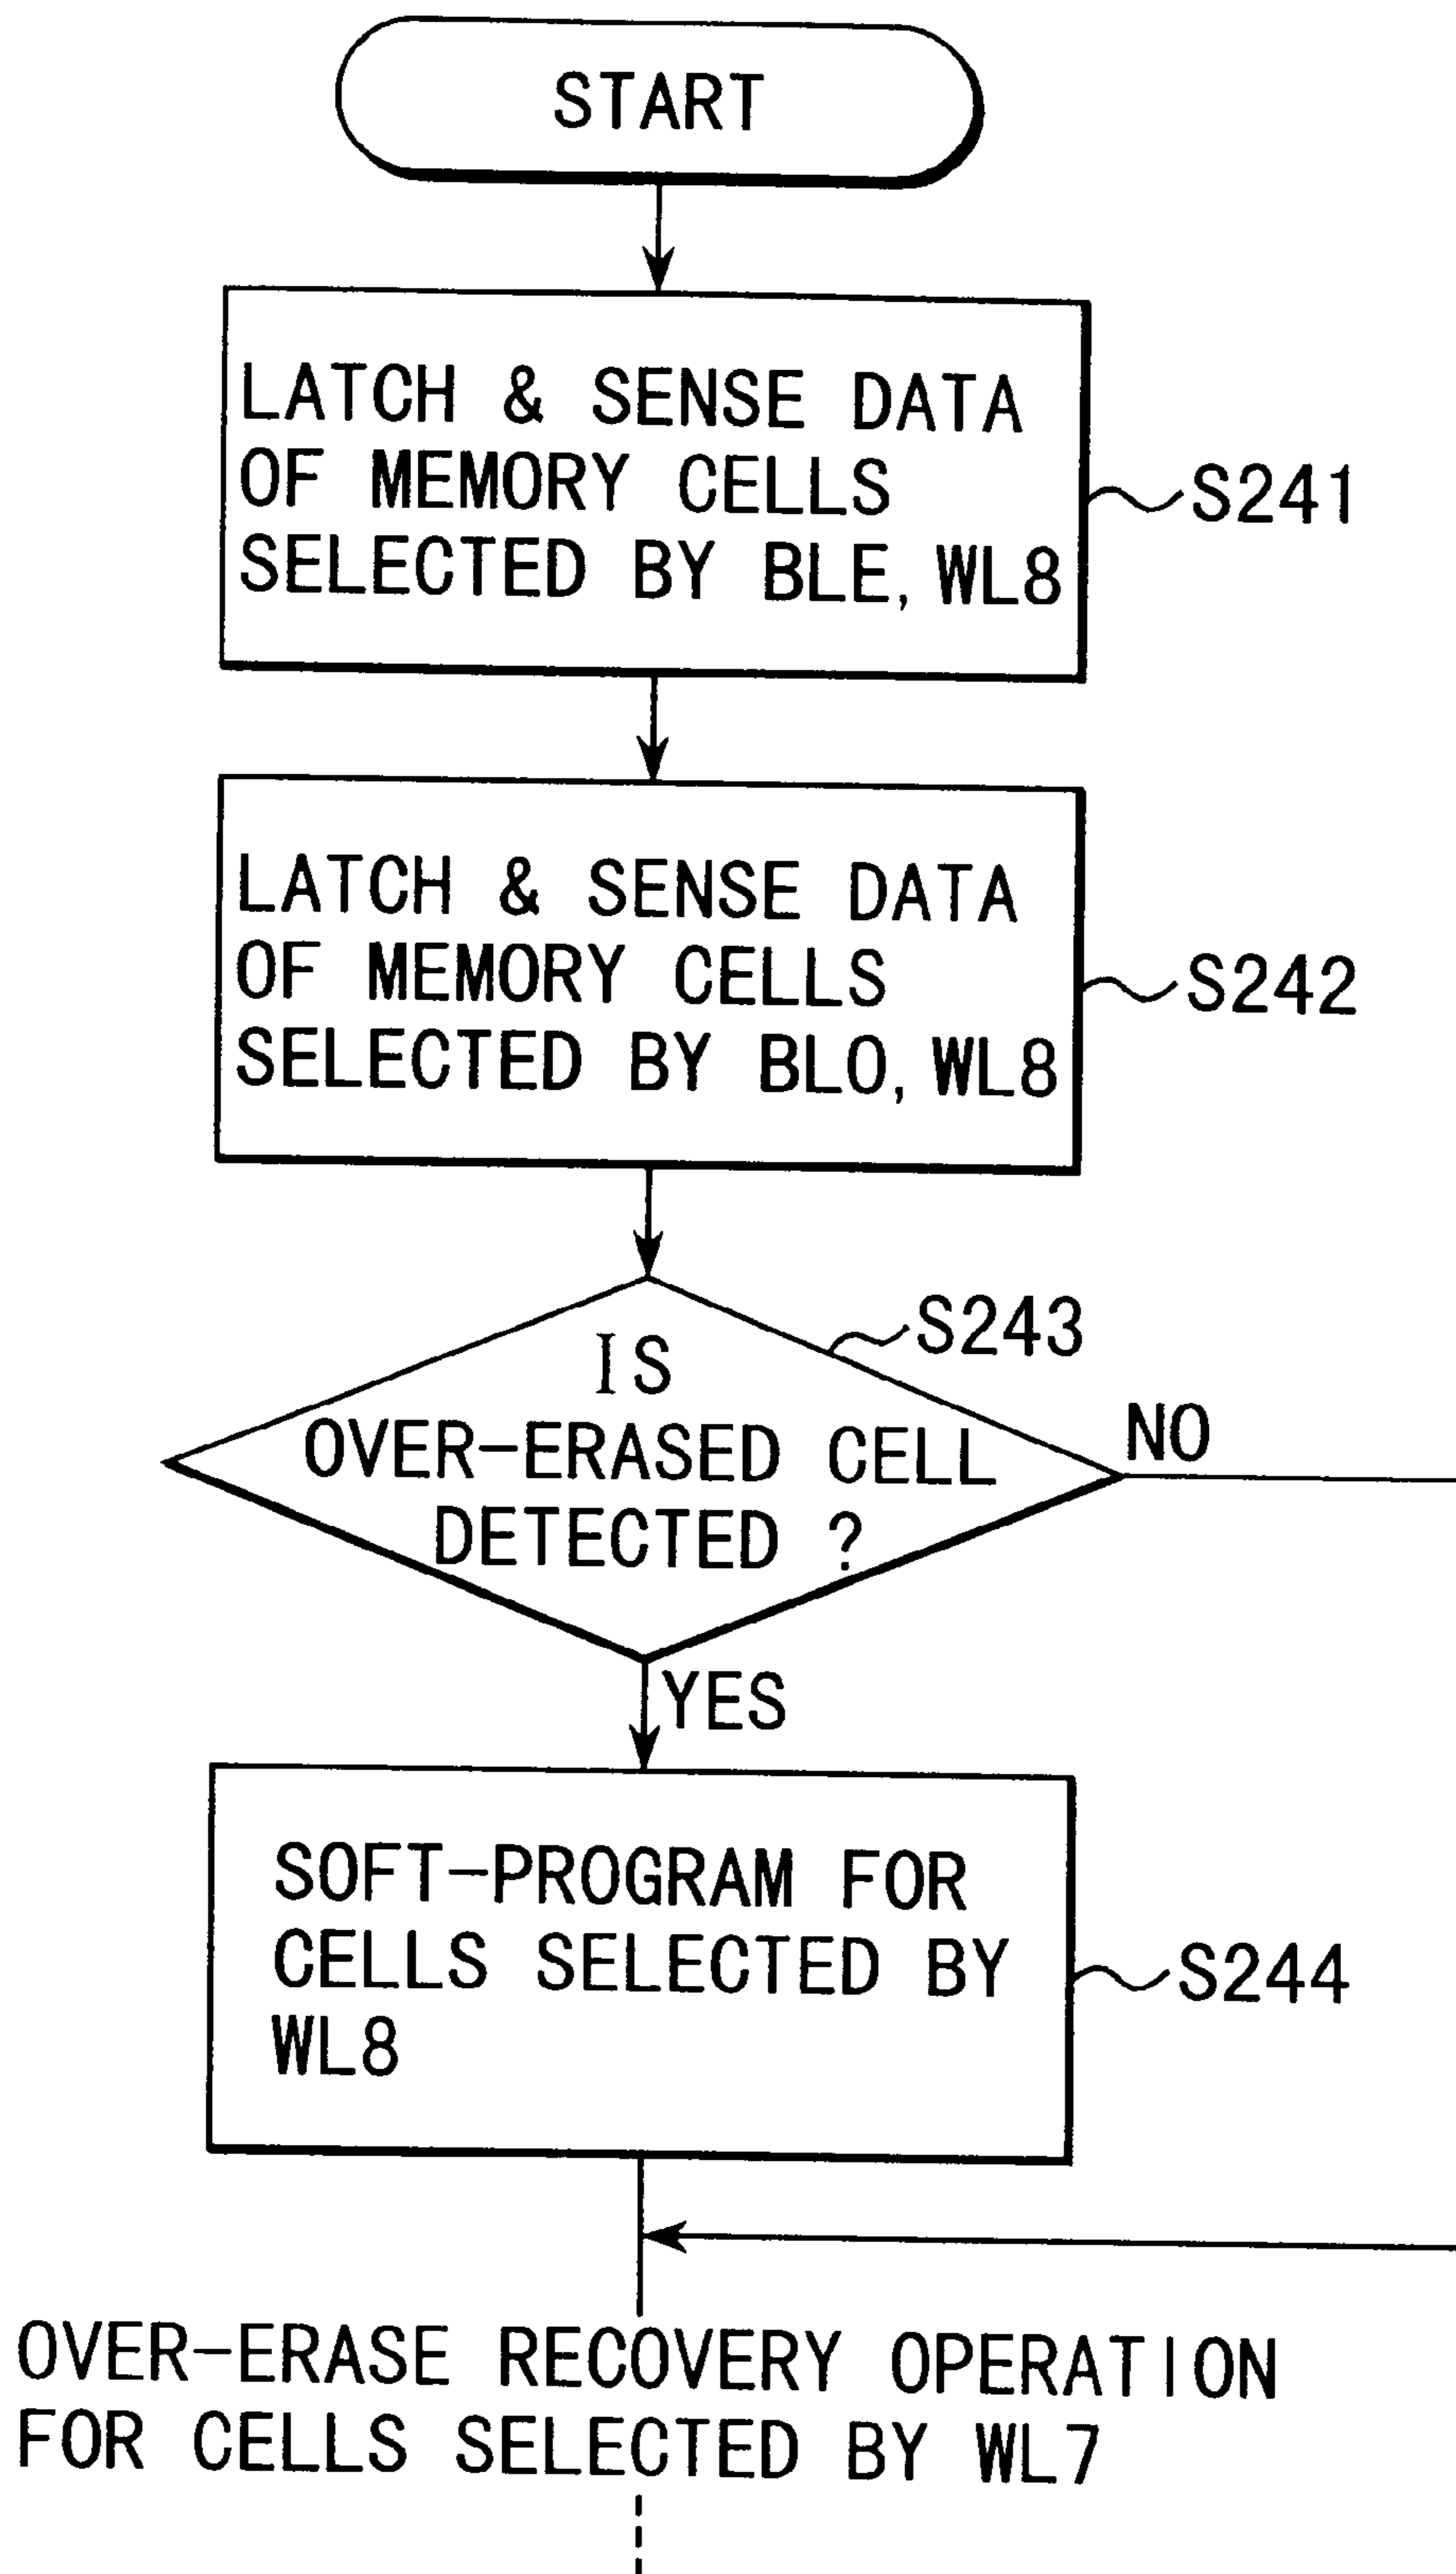 START
LATCH & SENSE DATA
OF MEMORY CELLS
SELECTED BY BLE, WL8
S241
LATCH & SENSE DATA
OF MEMORY CELLS
SELECTED BY BLO, WL8
S242
S243
IS
OVER-ERASED CELL
DETECTED ?
NO
YES
SOFT-PROGRAM FOR
CELLS SELECTED BY
WL8
S244
OVER-ERASE RECOVERY OPERATION
FOR CELLS SELECTED BY WL7